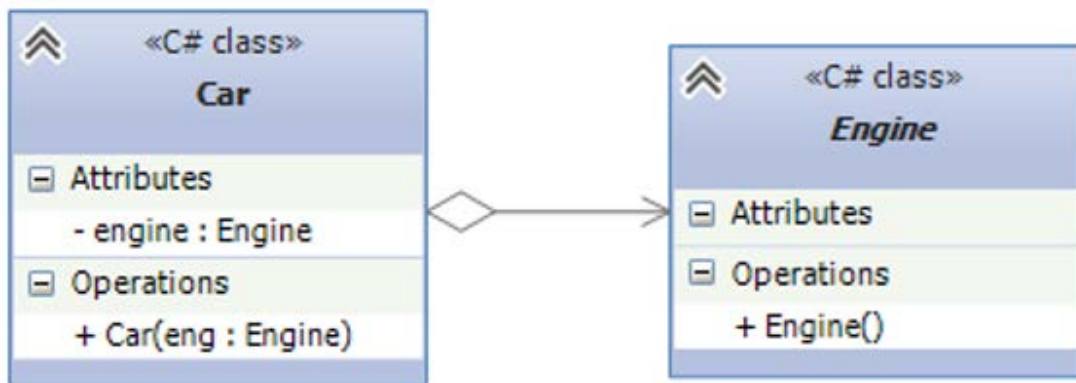 «C# class»
Car
Attributes
- engine : Engine
Operations
+ Car(eng : Engine)
«C# class»
Engine
Attributes
Operations
+ Engine()